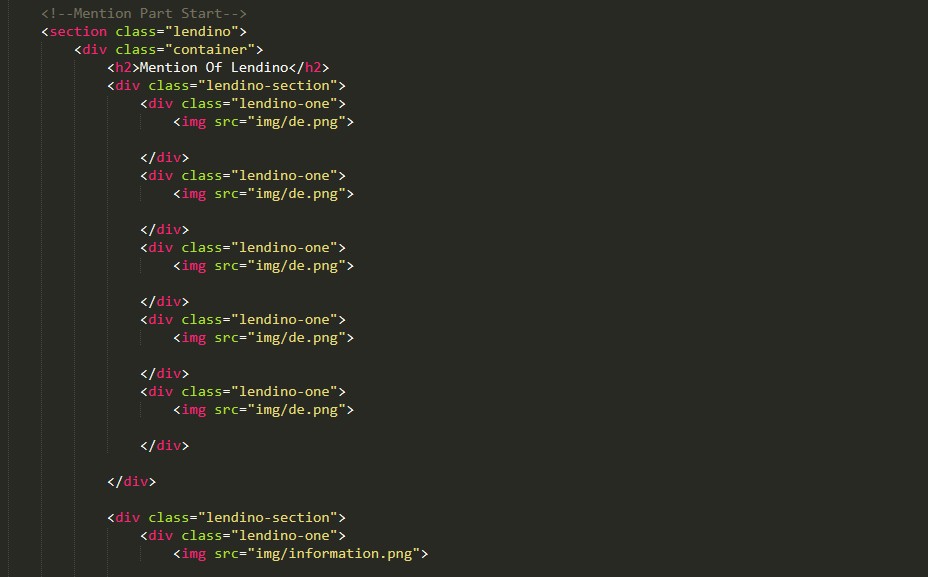 <!--Mention Part Start-->
<section class="lendino">
<div class="container">
<h2>Mention Of Lendino</h2>
<div class="lendino-section">
<div class="lendino-one">
<img src="img/de.png">
</div>
<div class="lendino-one">
<img src="img/de.png">
</div>
<div class="lendino-one">
<img src="img/de.png">
</div>
<div class="lendino-one">
<img src="img/de.png">
</div>
<div class="lendino-one">
<img src="img/de.png">
</div>
</div>
<div class="lendino-section">
<div class="lendino-one">
<img src="img/information.png">